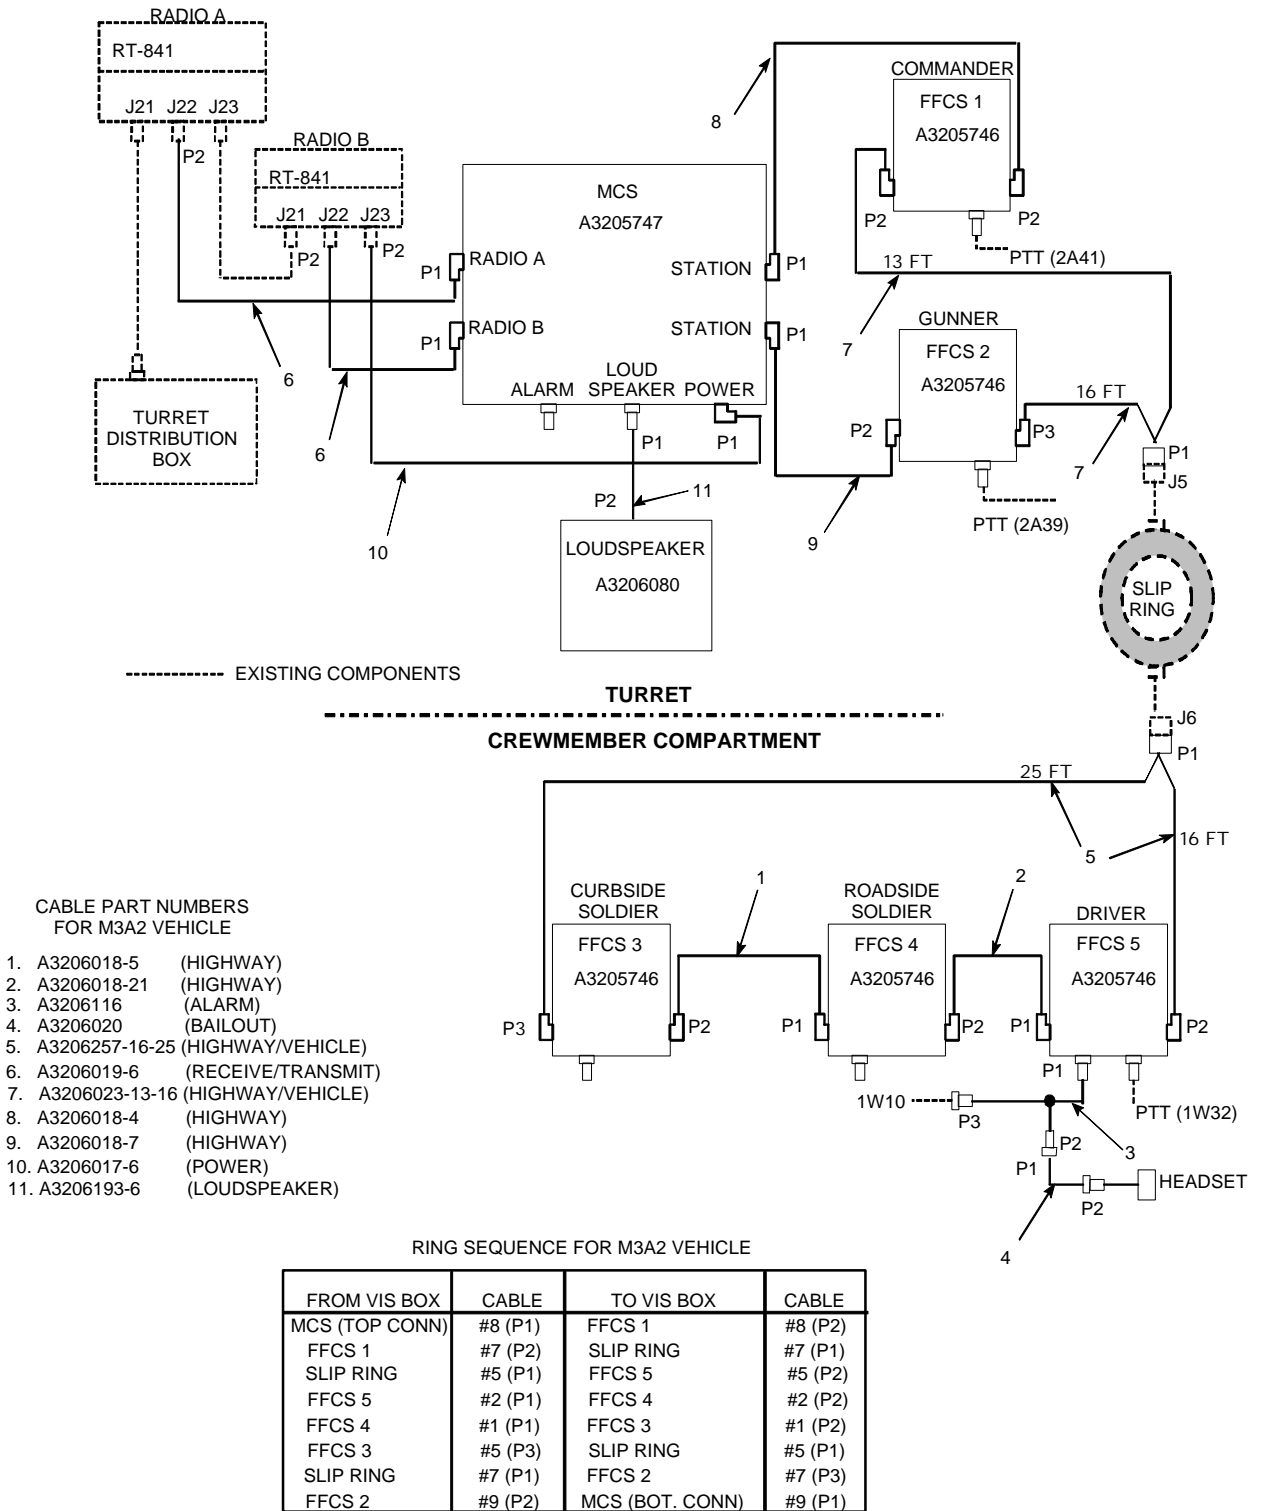 RADIO A
RT-841
J21 J22 J23
P2
RADIO B
RT-841
J21 J22 J23
P2
P2
TURRET
DISTRIBUTION
BOX
6
6
10
MCS
A3205747
P1
RADIO A
STATION
P1
P1
RADIO B
STATION
P1
LOUD
ALARM SPEAKER POWER
P1
P1
P2
11
LOUDSPEAKER
A3206080
8
COMMANDER
FFCS 1
A3205746
P2
P2
PTT (2A41)
13 FT
7
GUNNER
FFCS 2
A3205746
16 FT
P2
P3
7
PTT (2A39)
9
P1
J5
SLIP
RING
EXISTING COMPONENTS
TURRET
CREWMEMBER COMPARTMENT
J6
P1
25 FT
16 FT
5
1
2
CURBSIDE
SOLDIER
FFCS 3
A3205746
P3
P2
ROADSIDE
SOLDIER
FFCS 4
A3205746
P1
P2
DRIVER
FFCS 5
A3205746
P1
P2
P1
1W10
P3
PTT (1W32)
P2
3
P1
HEADSET
P2
4
CABLE PART NUMBERS
FOR M3A2 VEHICLE
1. A3206018-5 (HIGHWAY)
2. A3206018-21 (HIGHWAY)
3. A3206116 (ALARM)
4. A3206020 (BAILOUT)
5. A3206257-16-25 (HIGHWAY/VEHICLE)
6. A3206019-6 (RECEIVE/TRANSMIT)
7. A3206023-13-16 (HIGHWAY/VEHICLE)
8. A3206018-4 (HIGHWAY)
9. A3206018-7 (HIGHWAY)
10. A3206017-6 (POWER)
11. A3206193-6 (LOUDSPEAKER)
RING SEQUENCE FOR M3A2 VEHICLE
FROM VIS BOX CABLE TO VIS BOX CABLE
MCS (TOP CONN) #8 (P1) FFCS 1 #8 (P2)
FFCS 1 #7 (P2) SLIP RING #7 (P1)
SLIP RING #5 (P1) FFCS 5 #5 (P2)
FFCS 5 #2 (P1) FFCS 4 #2 (P2)
FFCS 4 #1 (P1) FFCS 3 #1 (P2)
FFCS 3 #5 (P3) SLIP RING #5 (P1)
SLIP RING #7 (P1) FFCS 2 #7 (P3)
FFCS 2 #9 (P2) MCS (BOT. CONN) #9 (P1)